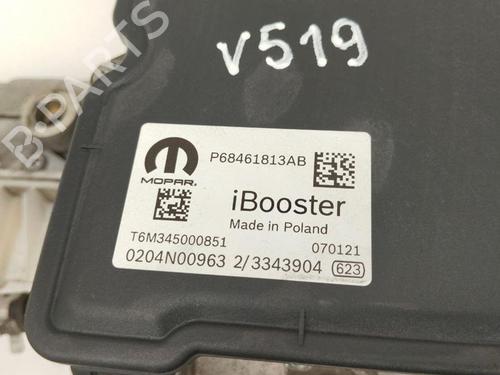 V519
B-PARTS
MOPAR.
P68461813AB
iBooster
Made in Poland
T6M345000851
070121
0204N00963 2/3343904 623